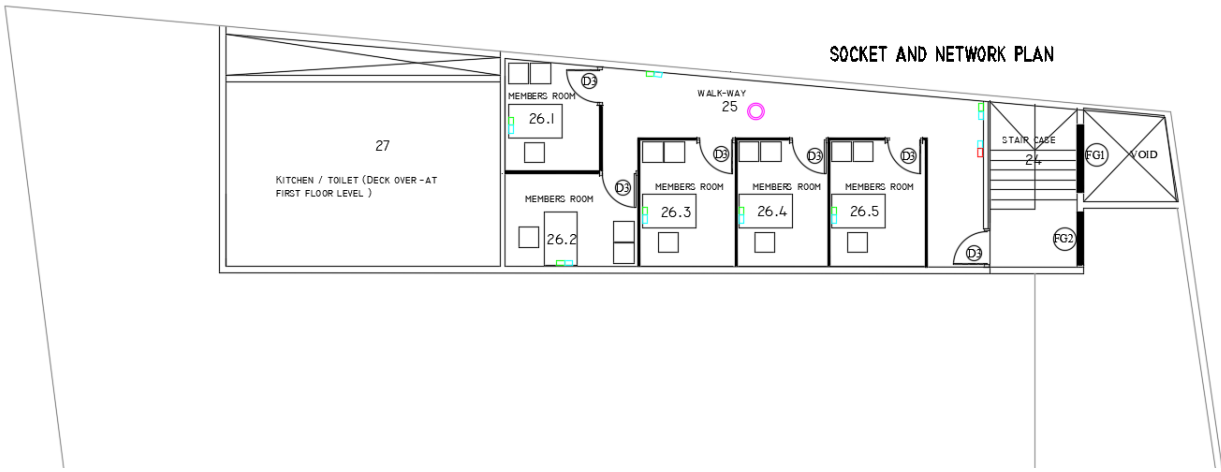 SOCKET AND NETWORK PLAN
D3
MEMBERS ROOM
26.1
WALK-WAY
25
27
KITCHEN / TOILET (DECK OVER -AT
FIRST FLOOR LEVEL )
STAIR CASE
24
FG1
VOID
D3
D3
D3
D3
MEMBERS ROOM
26.2
MEMBERS ROOM
26.3
MEMBERS ROOM
26.4
MEMBERS ROOM
26.5
FG2
D3